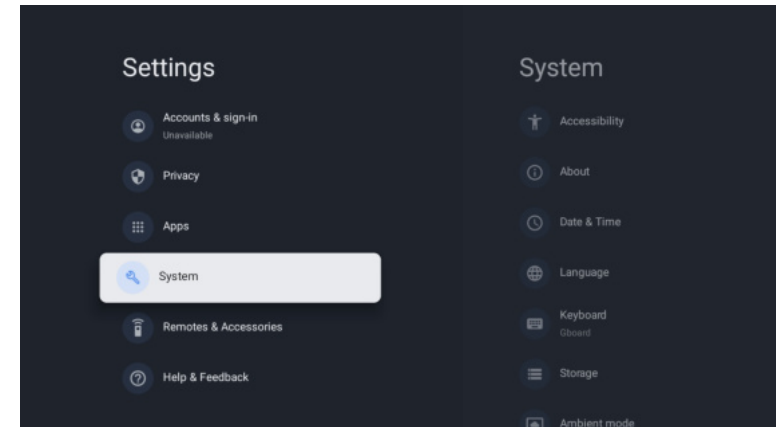 Settings
Accounts & sign-in
Unavailable
Privacy
Apps
System
Remotes & Accessories
Help & Feedback
System
Accessibility
About
Date & Time
Language
Keyboard
Gboard
Storage
Ambient mode